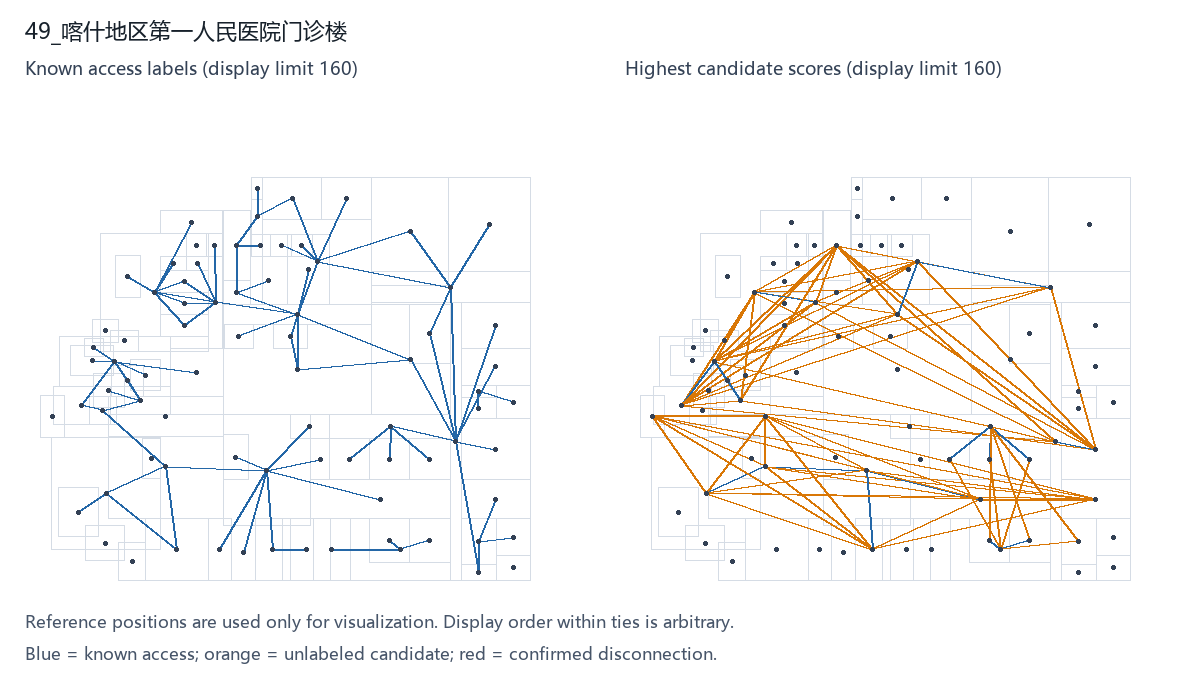 49_喀什地区第一人民医院门诊楼
Known access labels (display limit 160)
Highest candidate scores (display limit 160)
Reference positions are used only for visualization. Display order within ties is arbitrary.
Blue = known access; orange = unlabeled candidate; red = confirmed disconnection.